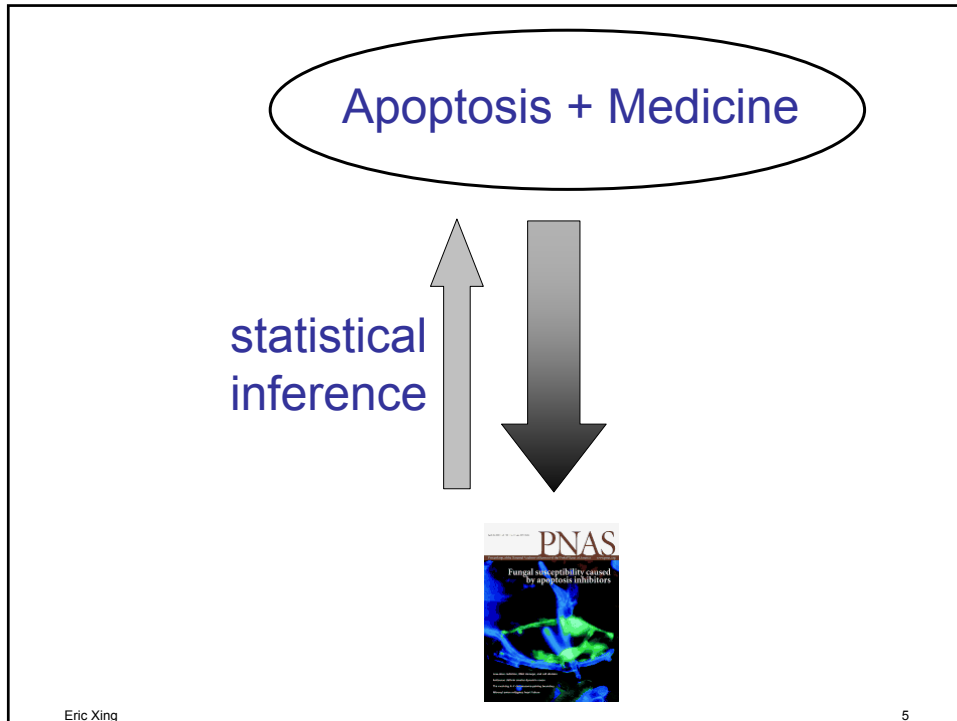 Apoptosis + Medicine
statistical
inference
PNAS
Fungal susceptibility caused
by apoptosis inhibitors
Eric Xing
5